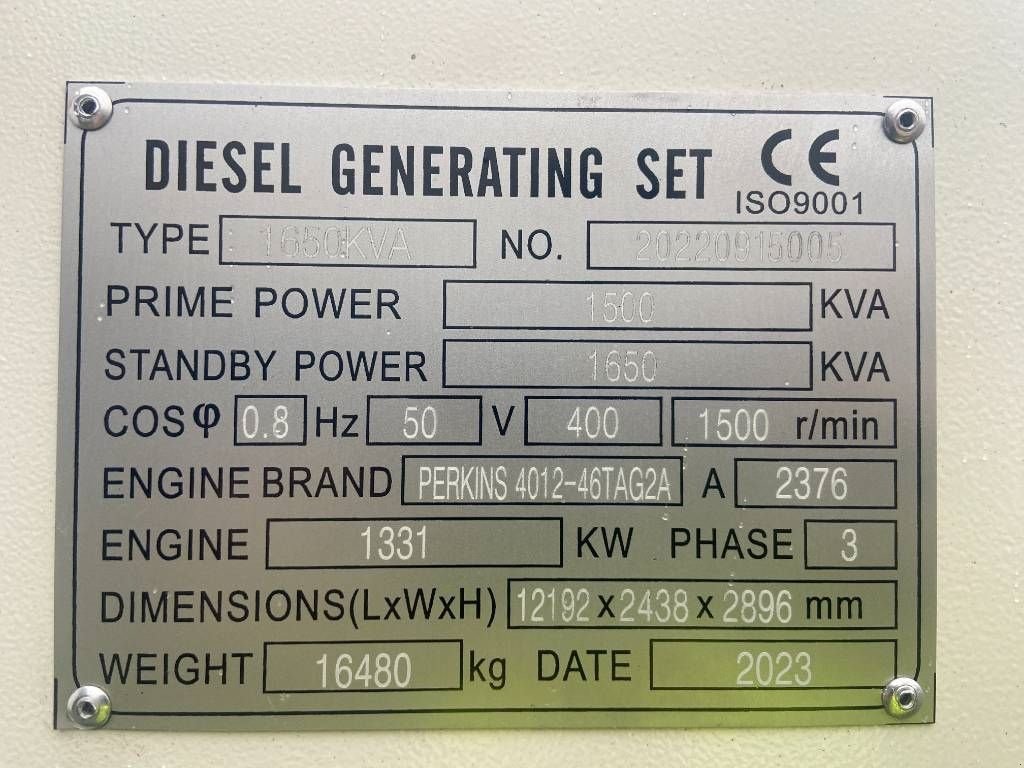 DIESEL GENERATING SET CE
ISO9001
TYPE: 1650KVA NO. 20220915005
PRIME POWER 1500 KVA
STANDBY POWER 1650 KVA
COSφ 0.8 Hz 50 V 400 1500 r/min
ENGINE BRAND PERKINS 4012-46TAG2A A 2376
ENGINE 1331 KW PHASE 3
DIMENSIONS(LxWxH) 12192 x 2438 x 2896 mm
WEIGHT 16480 kg DATE 2023